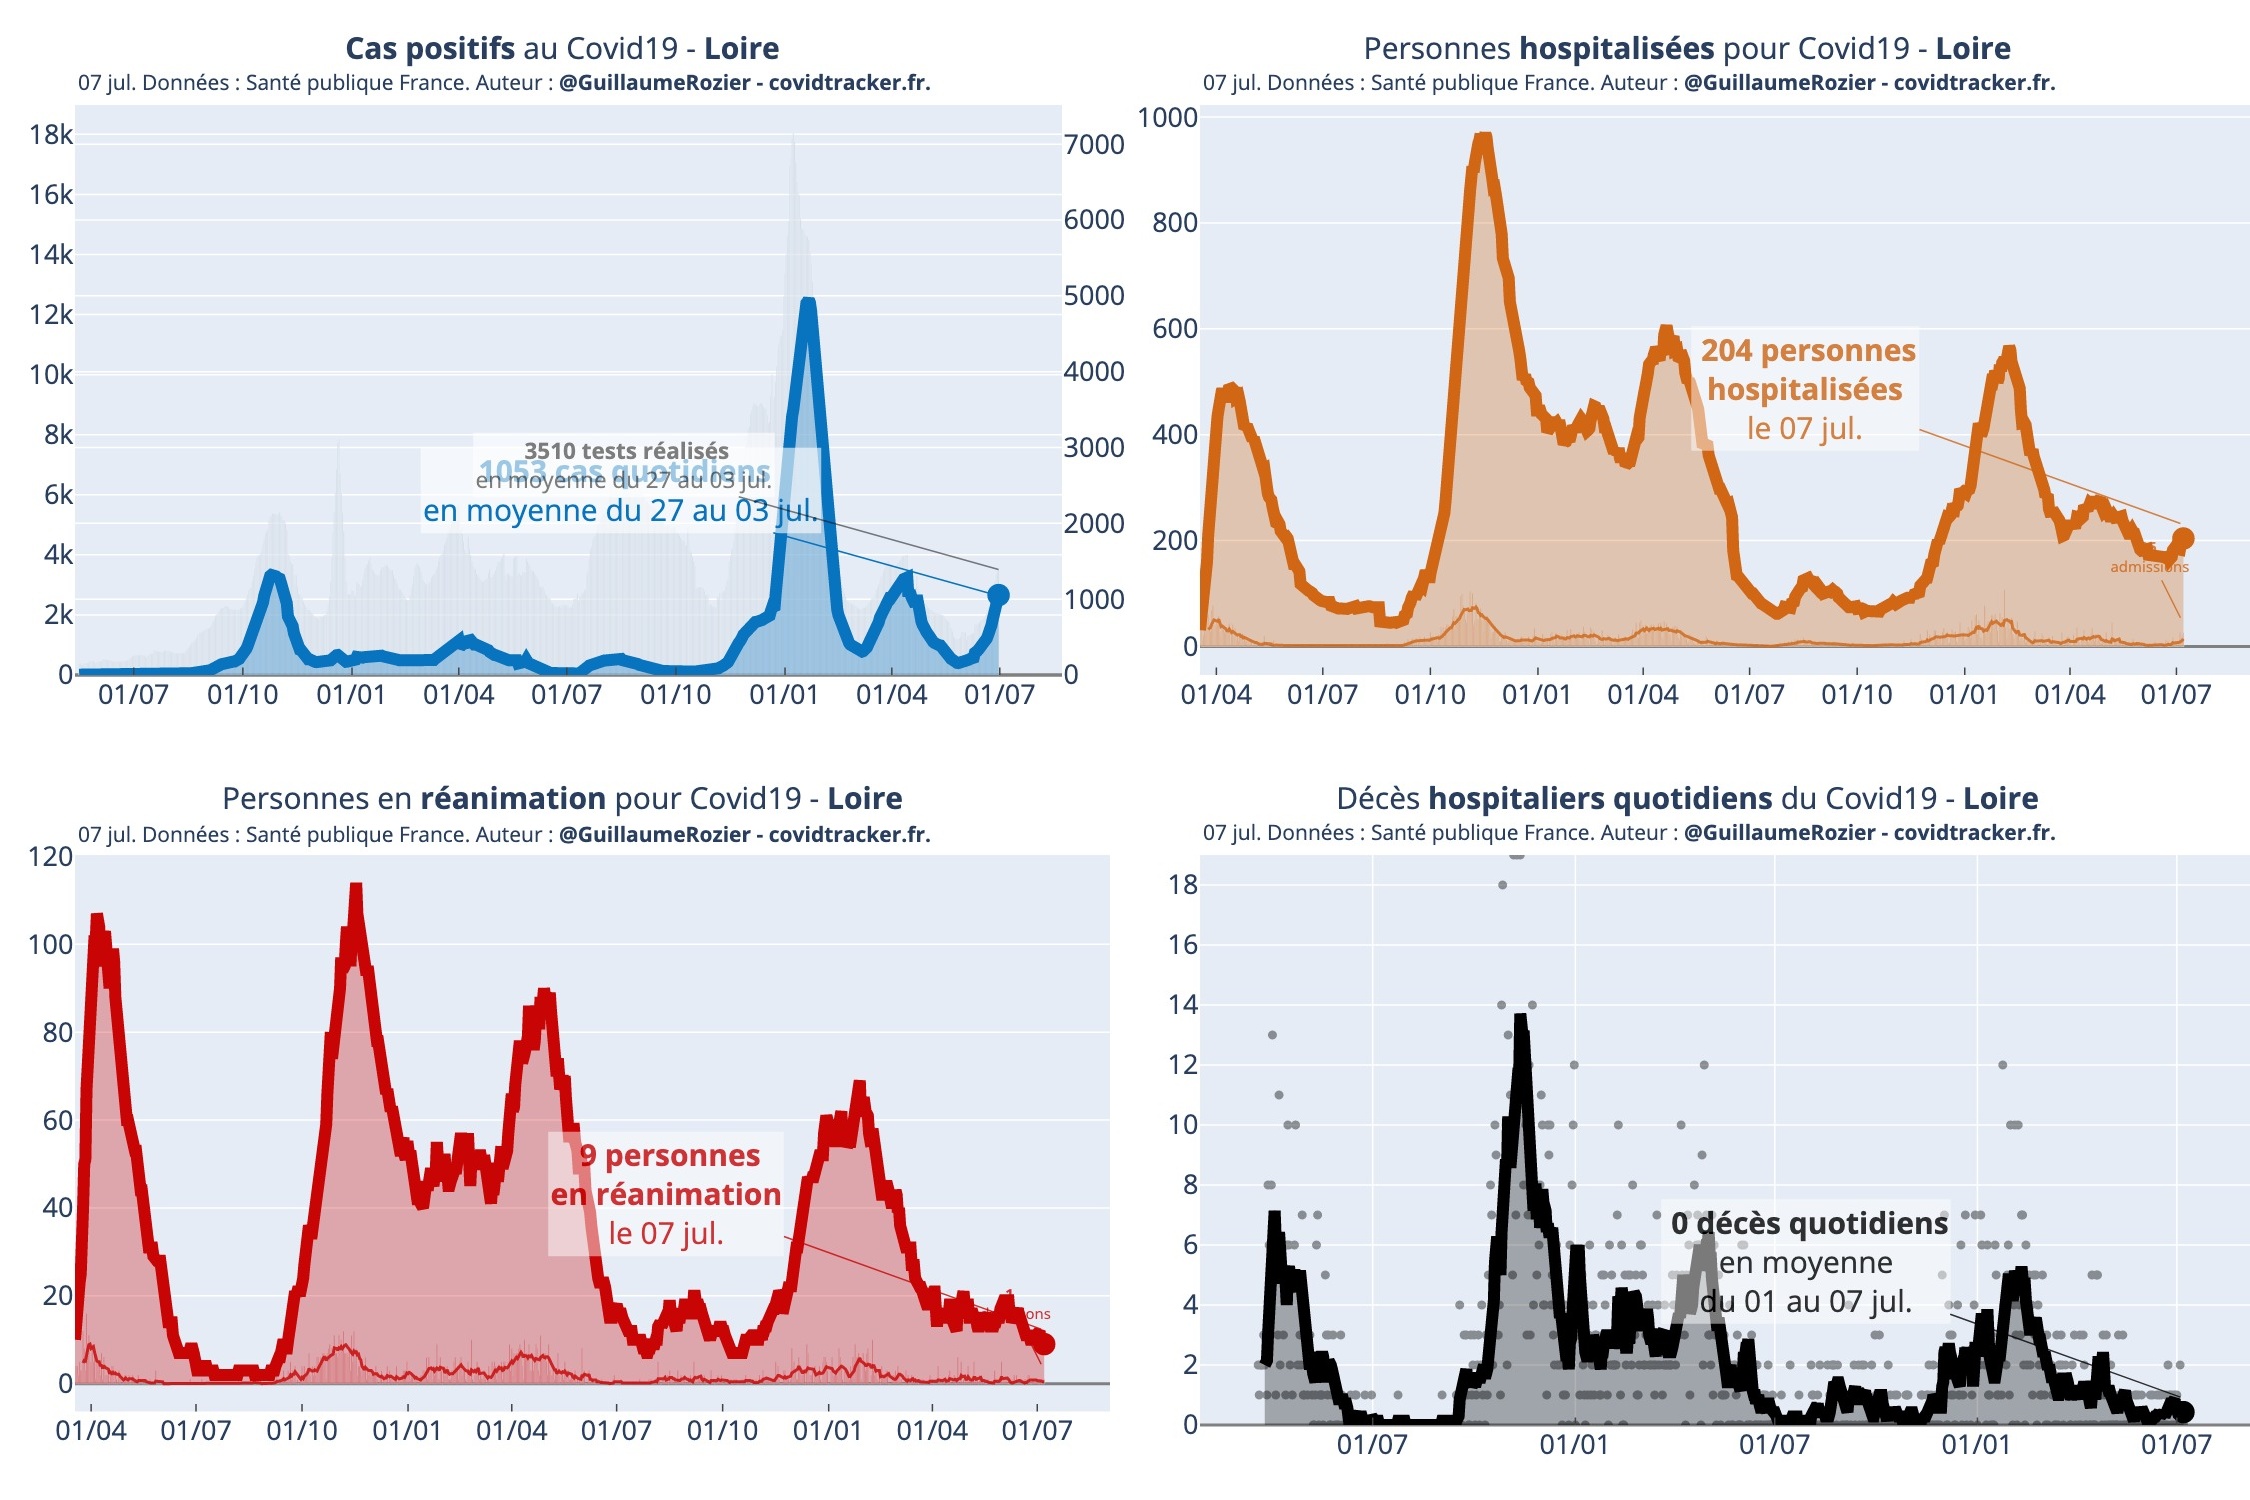 Cas positifs au Covid19 - Loire
07 jul. Données : Santé publique France. Auteur : @GuillaumeRozier - covidtracker.fr.
18k
16k
14k
12k
10k
8k
6k
4k
2k
0
7000
6000
5000
4000
3000
2000
1000
0
3510 tests réalisés
en moyenne du 27 au 03 jul.
1053 cas quotidiens
en moyenne du 27 au 03 jul.
01/07 01/10 01/01 01/04 01/07 01/10 01/01 01/04 01/07
Personnes hospitalisées pour Covid19 - Loire
07 jul. Données : Santé publique France. Auteur : @GuillaumeRozier - covidtracker.fr.
1000
800
600
400
200
0
204 personnes
hospitalisées
le 07 jul.
admissions
01/04 01/07 01/10 01/01 01/04 01/07 01/10 01/01 01/04 01/07
Personnes en réanimation pour Covid19 - Loire
07 jul. Données : Santé publique France. Auteur : @GuillaumeRozier - covidtracker.fr.
120
100
80
60
40
20
0
9 personnes
en réanimation
le 07 jul.
01/04 01/07 01/10 01/01 01/04 01/07 01/10 01/01 01/04 01/07
Décès hospitaliers quotidiens du Covid19 - Loire
07 jul. Données : Santé publique France. Auteur : @GuillaumeRozier - covidtracker.fr.
18
16
14
12
10
8
6
4
2
0
0 décès quotidiens
en moyenne
du 01 au 07 jul.
01/07 01/01 01/07 01/01 01/07